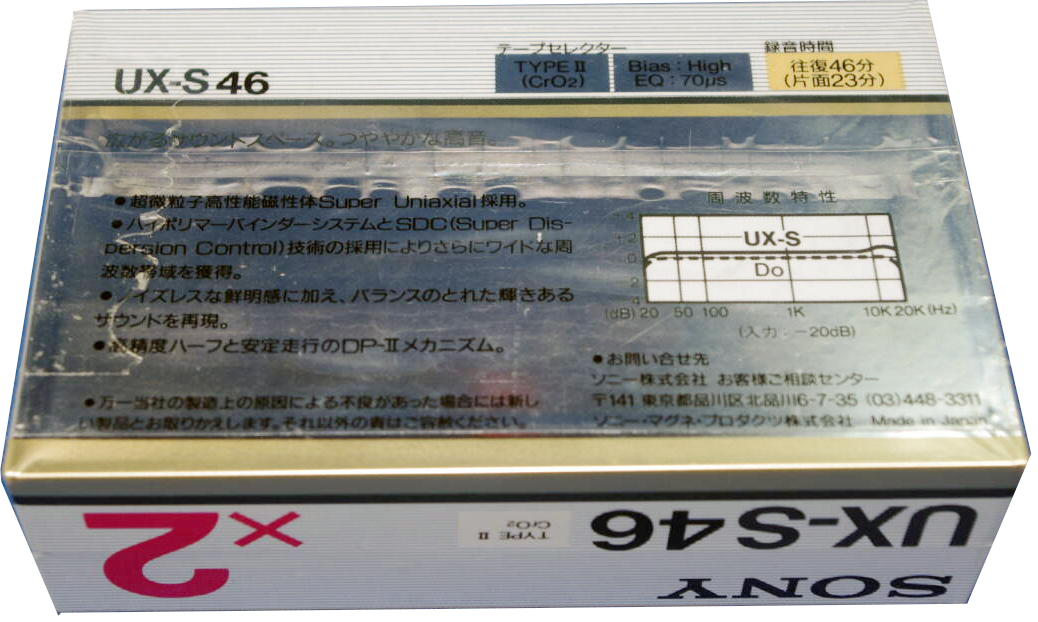 テープセレクター
録音時間
UX-S 46
TYPE II
(CrO2)
Bias : High
EQ : 70μs
往復46分
(片面23分)
広がるサウンドスペース。つややかな高音。
●超微粒子高性能磁性体Super Uniaxial採用。
●ハイポリマーバインダーシステムとSDC(Super Dis-
persion Control)技術の採用によりさらにワイドな周
波数帯域を獲得。
●ノイズレスな鮮明感に加え、バランスのとれた輝きある
サウンドを再現。
●高精度ハーフと安定走行のDP-IIメカニズム。
●万一当社の製造上の原因による不良があった場合には新し
い製品とお取りかえします。それ以外の責はご容赦ください。
周波数特性
+4
+2
0
2
4
UX-S
Do
(dB) 20 50 100 1K 10K 20K (Hz)
(入力:-20dB)
●お問い合せ先
ソニー株式会社 お客様ご相談センター
〒141 東京都品川区北品川6-7-35 (03)448-3311
ソニー・マグネ・プロダクツ株式会社 Made in Japan
SONY
UX-S46
TYPE II
CrO2
×2